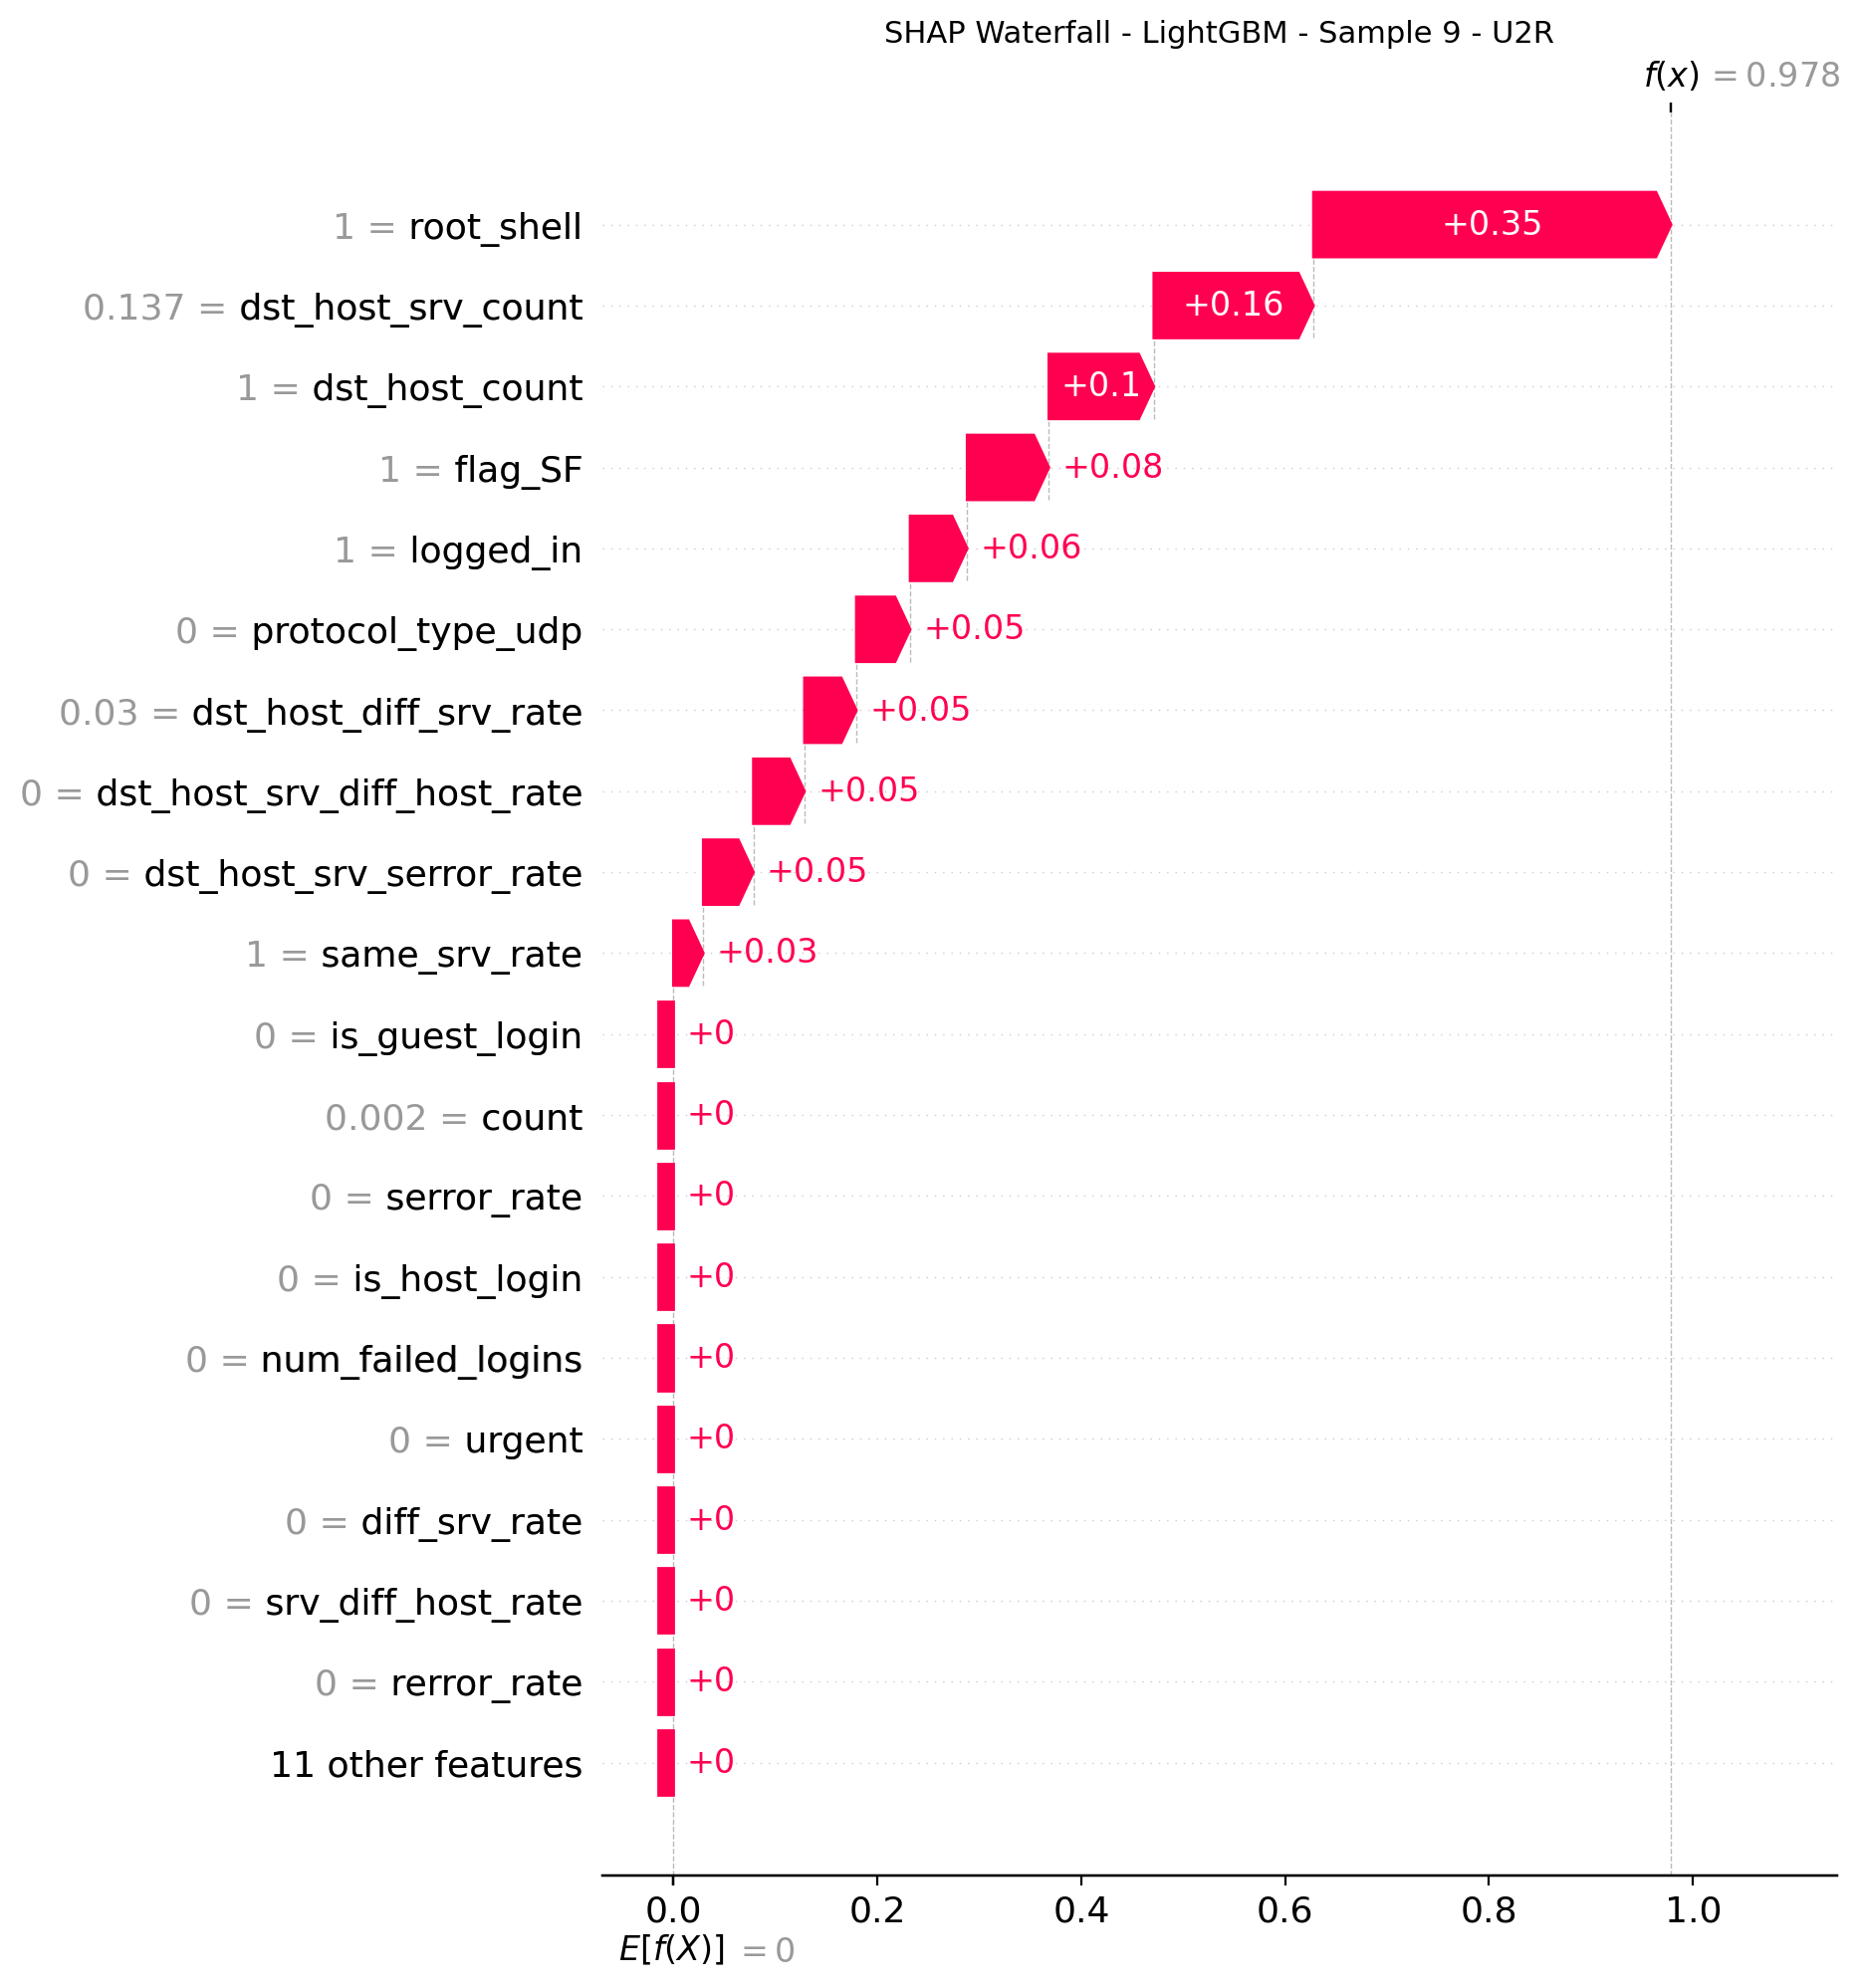 SHAP Waterfall - LightGBM - Sample 9 - U2R
f(x) = 0.978
1 = root_shell +0.35
0.137 = dst_host_srv_count +0.16
1 = dst_host_count +0.1
1 = flag_SF +0.08
1 = logged_in +0.06
0 = protocol_type_udp +0.05
0.03 = dst_host_diff_srv_rate +0.05
0 = dst_host_srv_diff_host_rate +0.05
0 = dst_host_srv_serror_rate +0.05
1 = same_srv_rate +0.03
0 = is_guest_login +0
0.002 = count +0
0 = serror_rate +0
0 = is_host_login +0
0 = num_failed_logins +0
0 = urgent +0
0 = diff_srv_rate +0
0 = srv_diff_host_rate +0
0 = rerror_rate +0
11 other features +0
0.0 0.2 0.4 0.6 0.8 1.0
E[f(X)] = 0